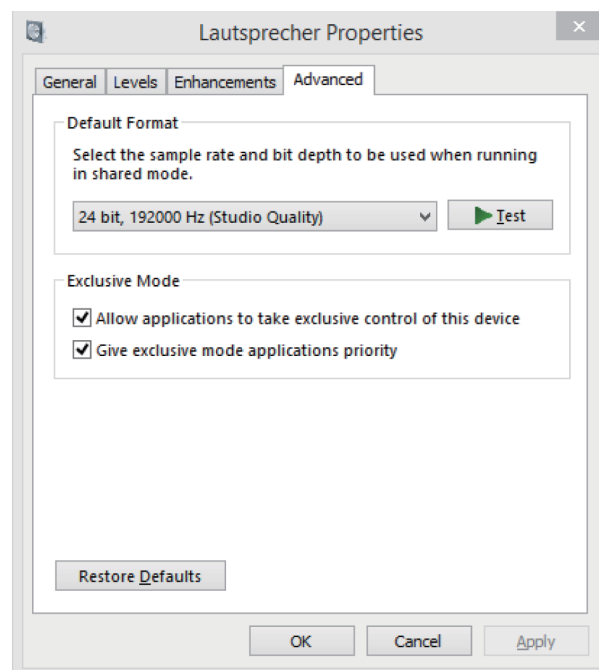 Lautsprecher Properties
General Levels Enhancements Advanced
Default Format
Select the sample rate and bit depth to be used when running
in shared mode.
24 bit, 192000 Hz (Studio Quality)
Test
Exclusive Mode
Allow applications to take exclusive control of this device
Give exclusive mode applications priority
Restore Defaults
OK Cancel Apply